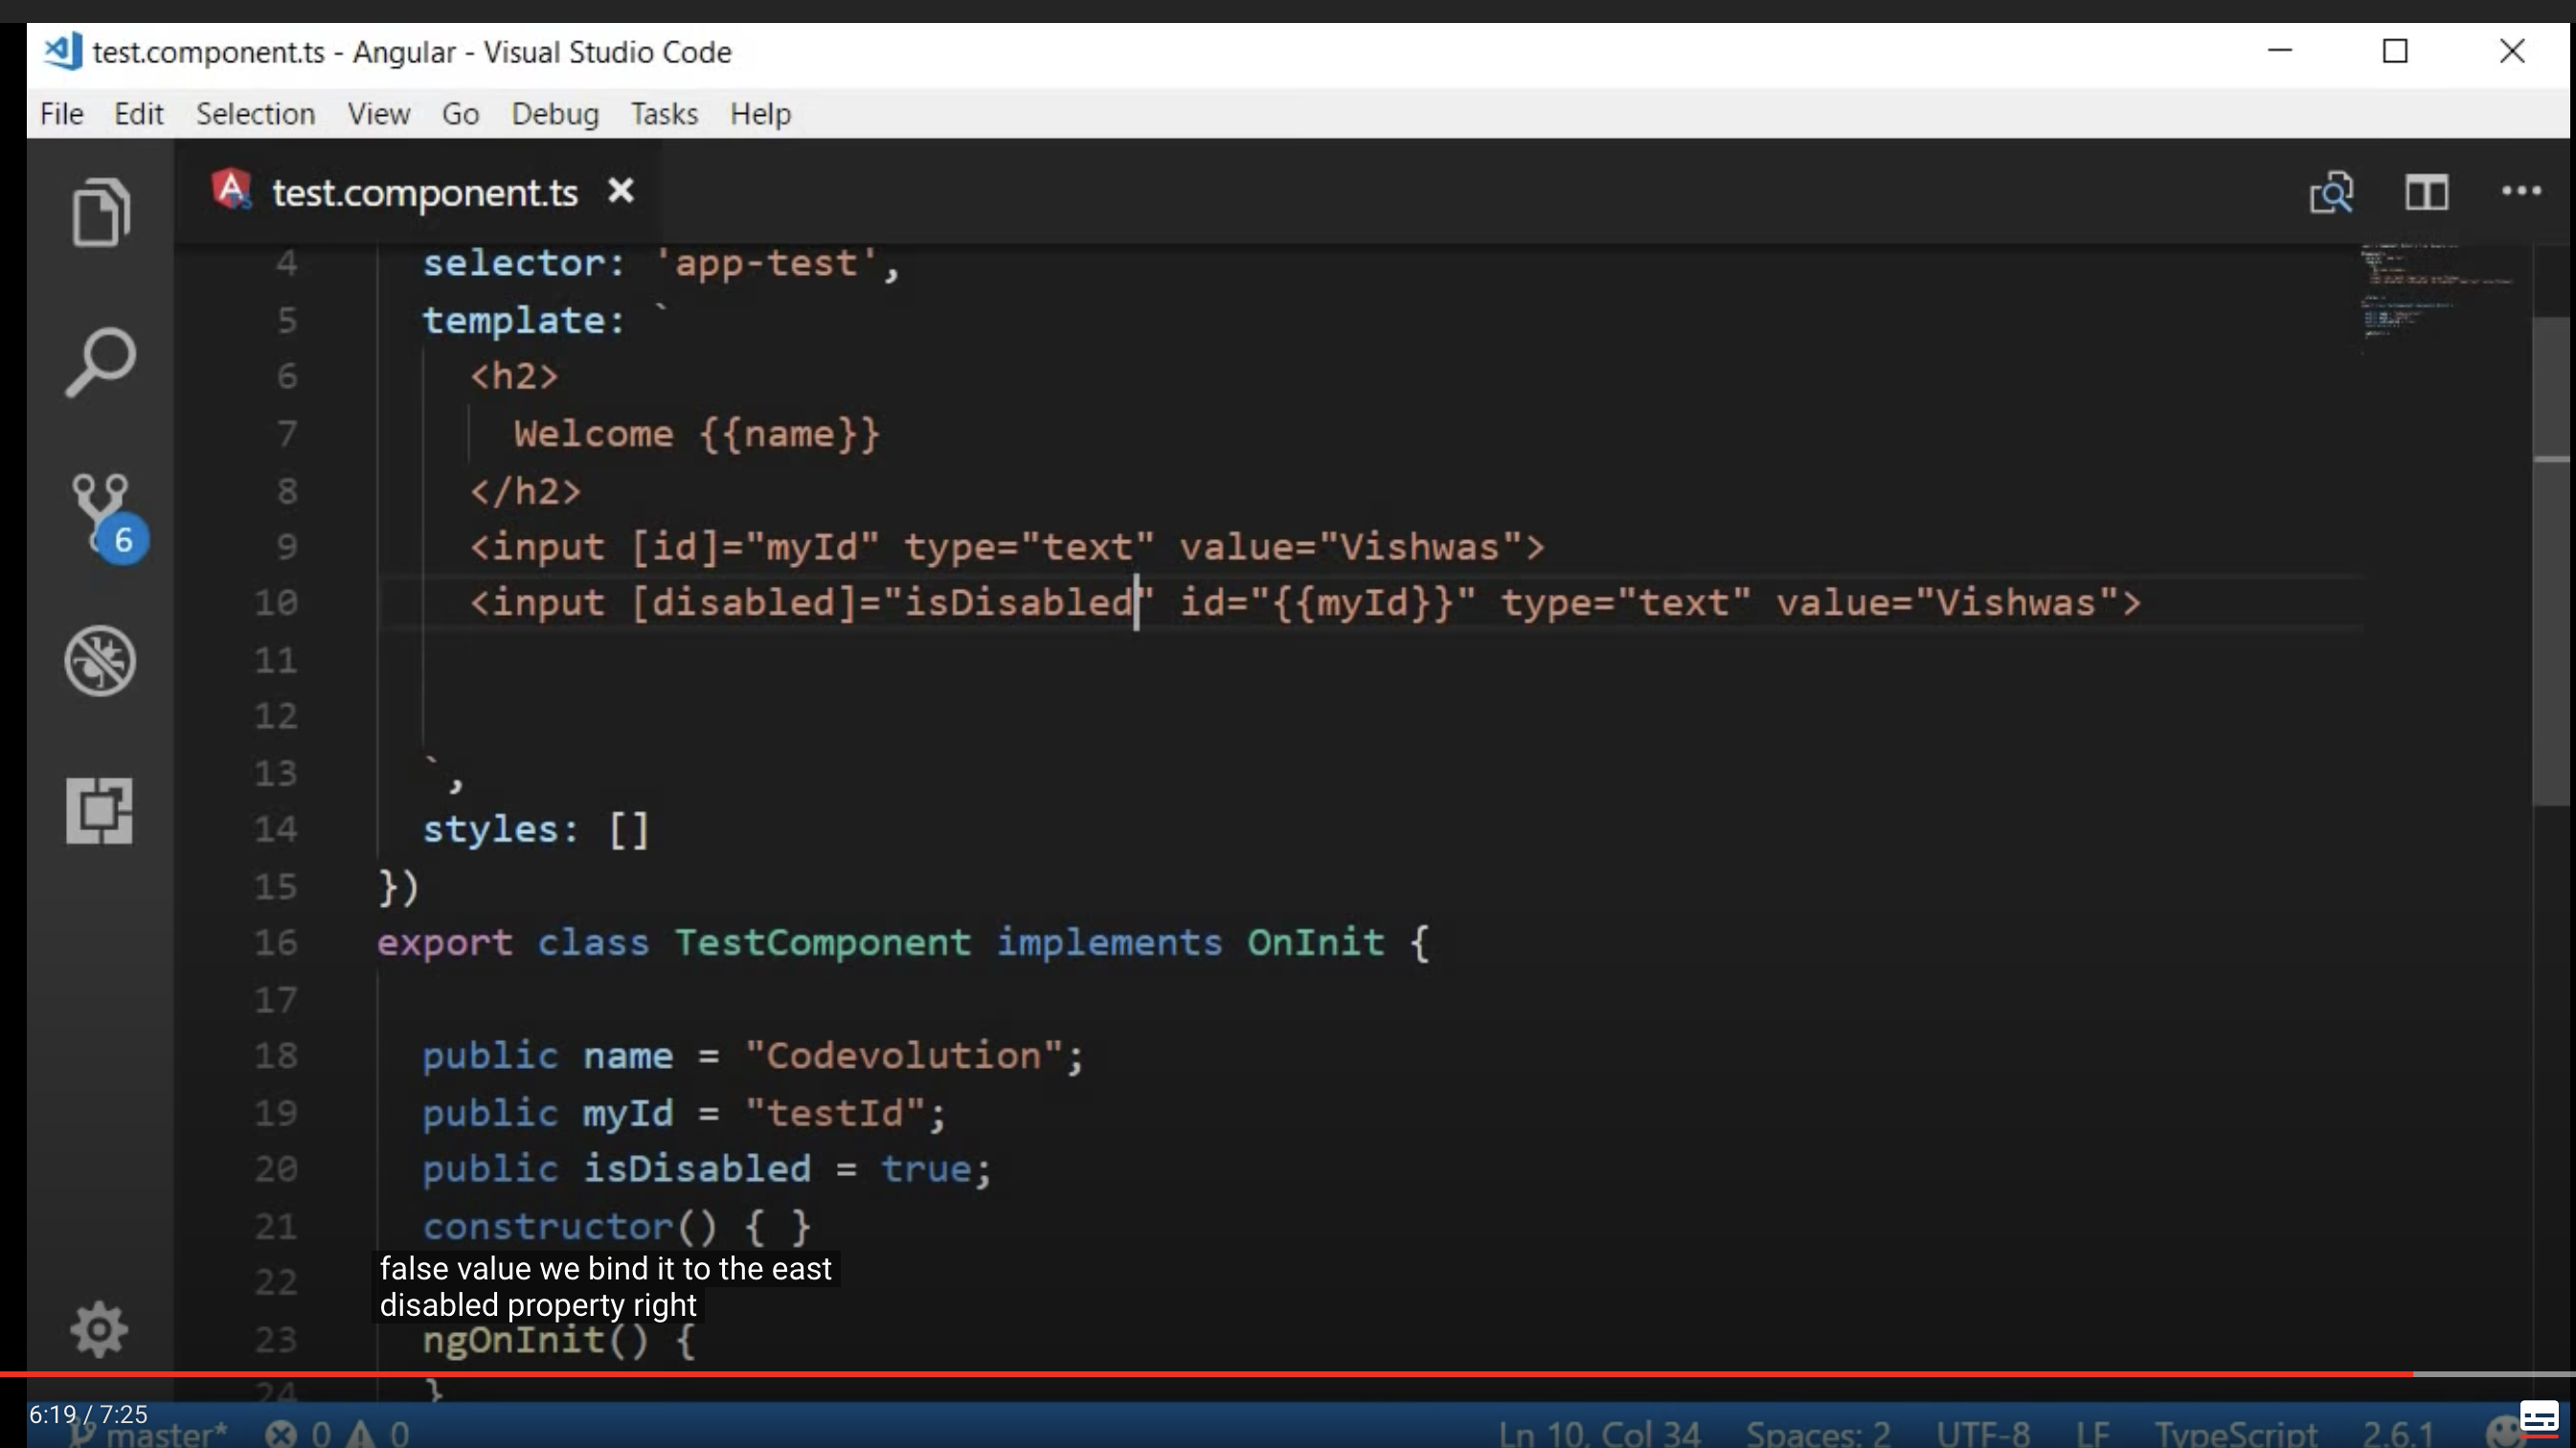 test.component.ts - Angular - Visual Studio Code
File Edit Selection View Go Debug Tasks Help
test.component.ts
4 selector: 'app-test',
5 template: `
6 <h2>
7 Welcome {{name}}
8 </h2>
9 <input [id]="myId" type="text" value="Vishwas">
10 <input [disabled]="isDisabled" id="{{myId}}" type="text" value="Vishwas">
11
12
13 `,
14 styles: []
15 })
16 export class TestComponent implements OnInit {
17
18 public name = "Codevolution";
19 public myId = "testId";
20 public isDisabled = true;
21 constructor() { }
22
23 ngOnInit() {
24 }
6
false value we bind it to the east
disabled property right
6:19 / 7:25
master* 0 0 Ln 10, Col 34 Spaces: 2 UTF-8 LF TypeScript 2.6.1